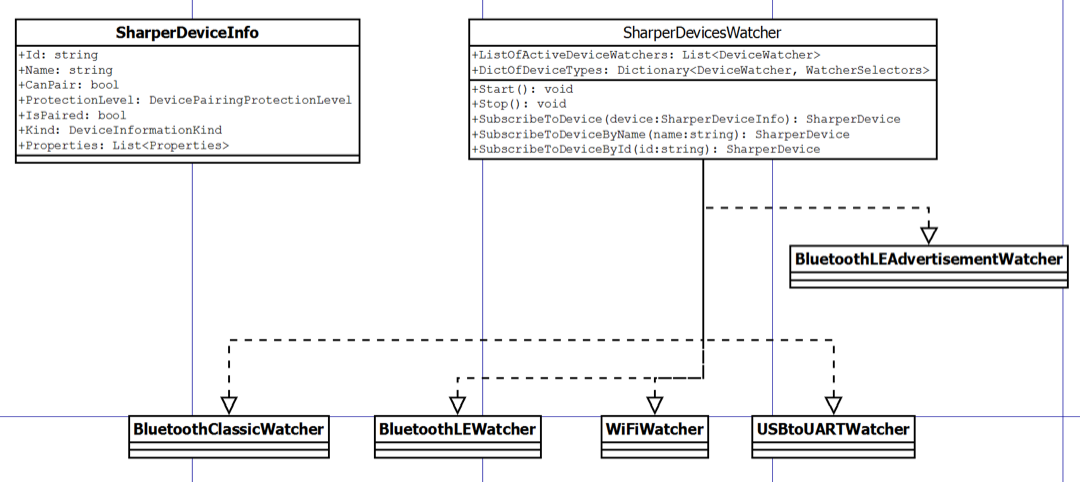 SharperDeviceInfo
+Id: string
+Name: string
+CanPair: bool
+ProtectionLevel: DevicePairingProtectionLevel
+IsPaired: bool
+Kind: DeviceInformationKind
+Properties: List<Properties>
SharperDevicesWatcher
+ListOfActiveDeviceWatchers: List<DeviceWatcher>
+DictOfDeviceTypes: Dictionary<DeviceWatcher, WatcherSelectors>
+Start(): void
+Stop(): void
+SubscribeToDevice(device:SharperDeviceInfo): SharperDevice
+SubscribeToDeviceByName(name:string): SharperDevice
+SubscribeToDeviceById(id:string): SharperDevice
BluetoothLEAdvertisementWatcher
BluetoothClassicWatcher
BluetoothLEWatcher
WiFiWatcher
USBtoUARTWatcher